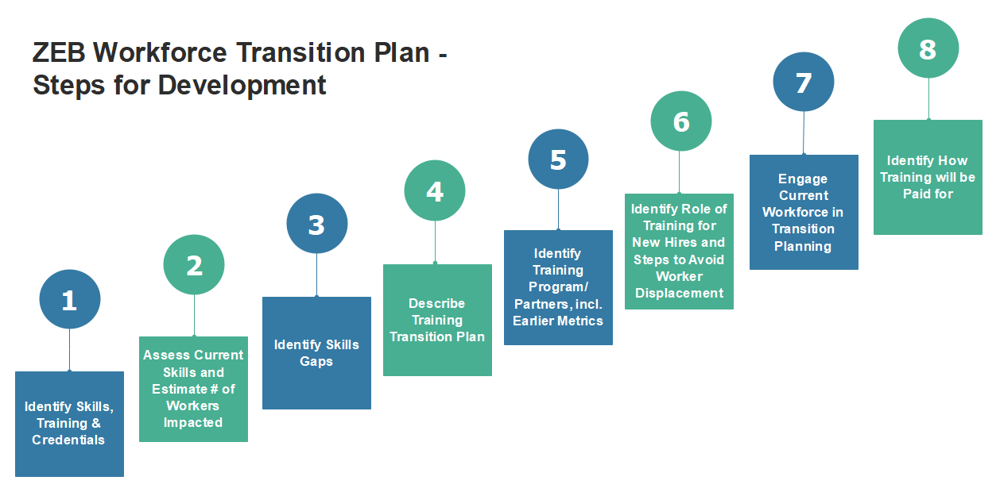 ZEB Workforce Transition Plan -
Steps for Development
1
Identify Skills,
Training &
Credentials
2
Assess Current
Skills and
Estimate # of
Workers
Impacted
3
Identify Skills
Gaps
4
Describe
Training
Transition Plan
5
Identify
Training
Program/
Partners, incl.
Earlier Metrics
6
Identify Role of
Training for
New Hires and
Steps to Avoid
Worker
Displacement
7
Engage
Current
Workforce in
Transition
Planning
8
Identify How
Training will be
Paid for